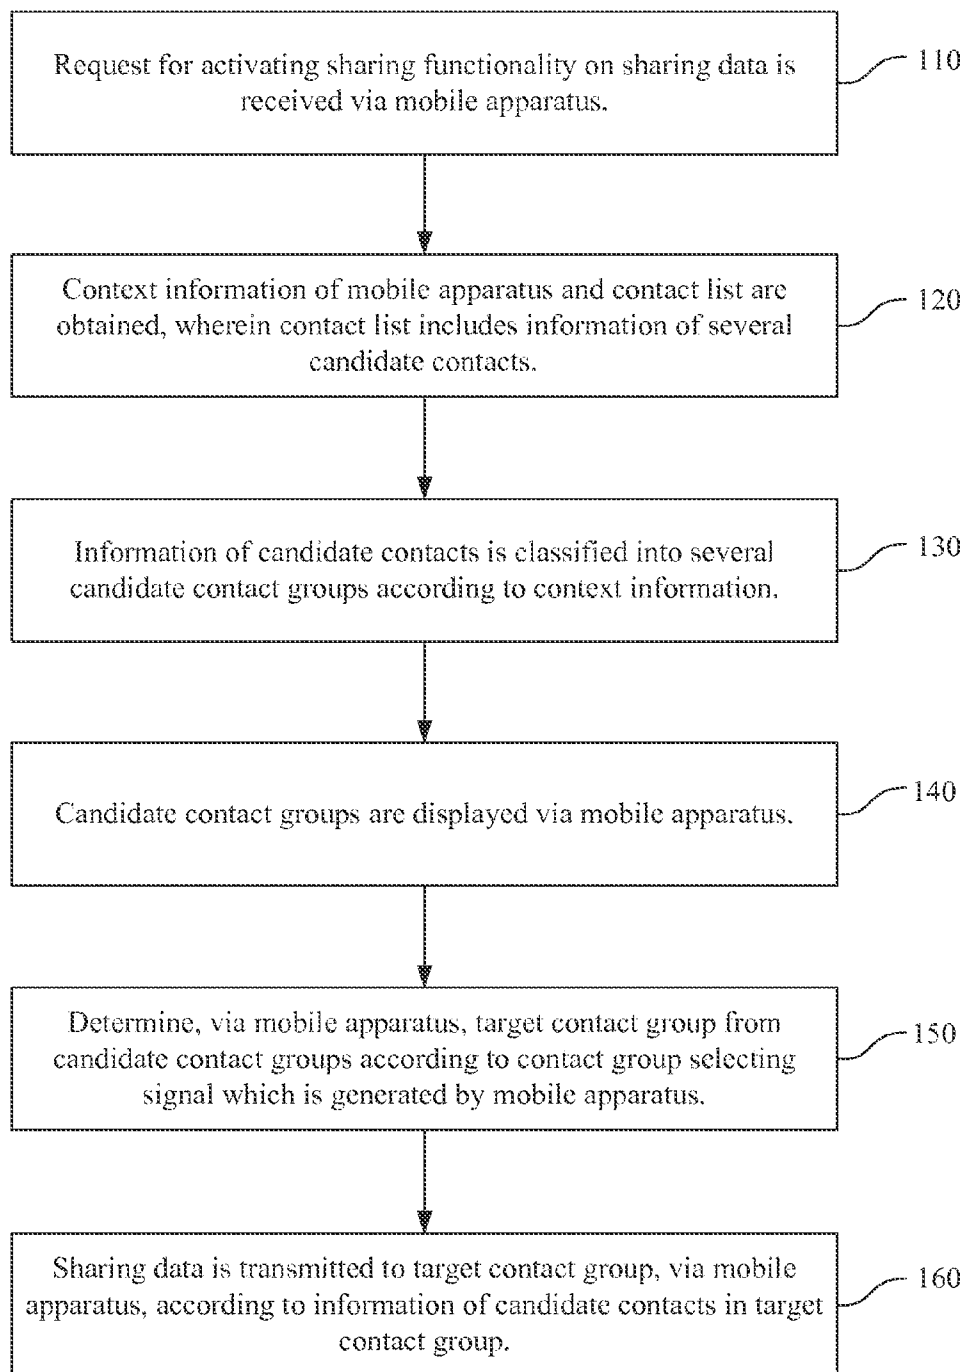 Request for activating sharing functionality on sharing data is
received via mobile apparatus.
110
Context information of mobile apparatus and contact list are
obtained, wherein contact list includes information of several
candidate contacts.
120
Information of candidate contacts is classified into several
candidate contact groups according to context information.
130
Candidate contact groups are displayed via mobile apparatus.
140
Determine, via mobile apparatus, target contact group from
candidate contact groups according to contact group selecting
signal which is generated by mobile apparatus.
150
Sharing data is transmitted to target contact group, via mobile
apparatus, according to information of candidate contacts in target
contact group.
160